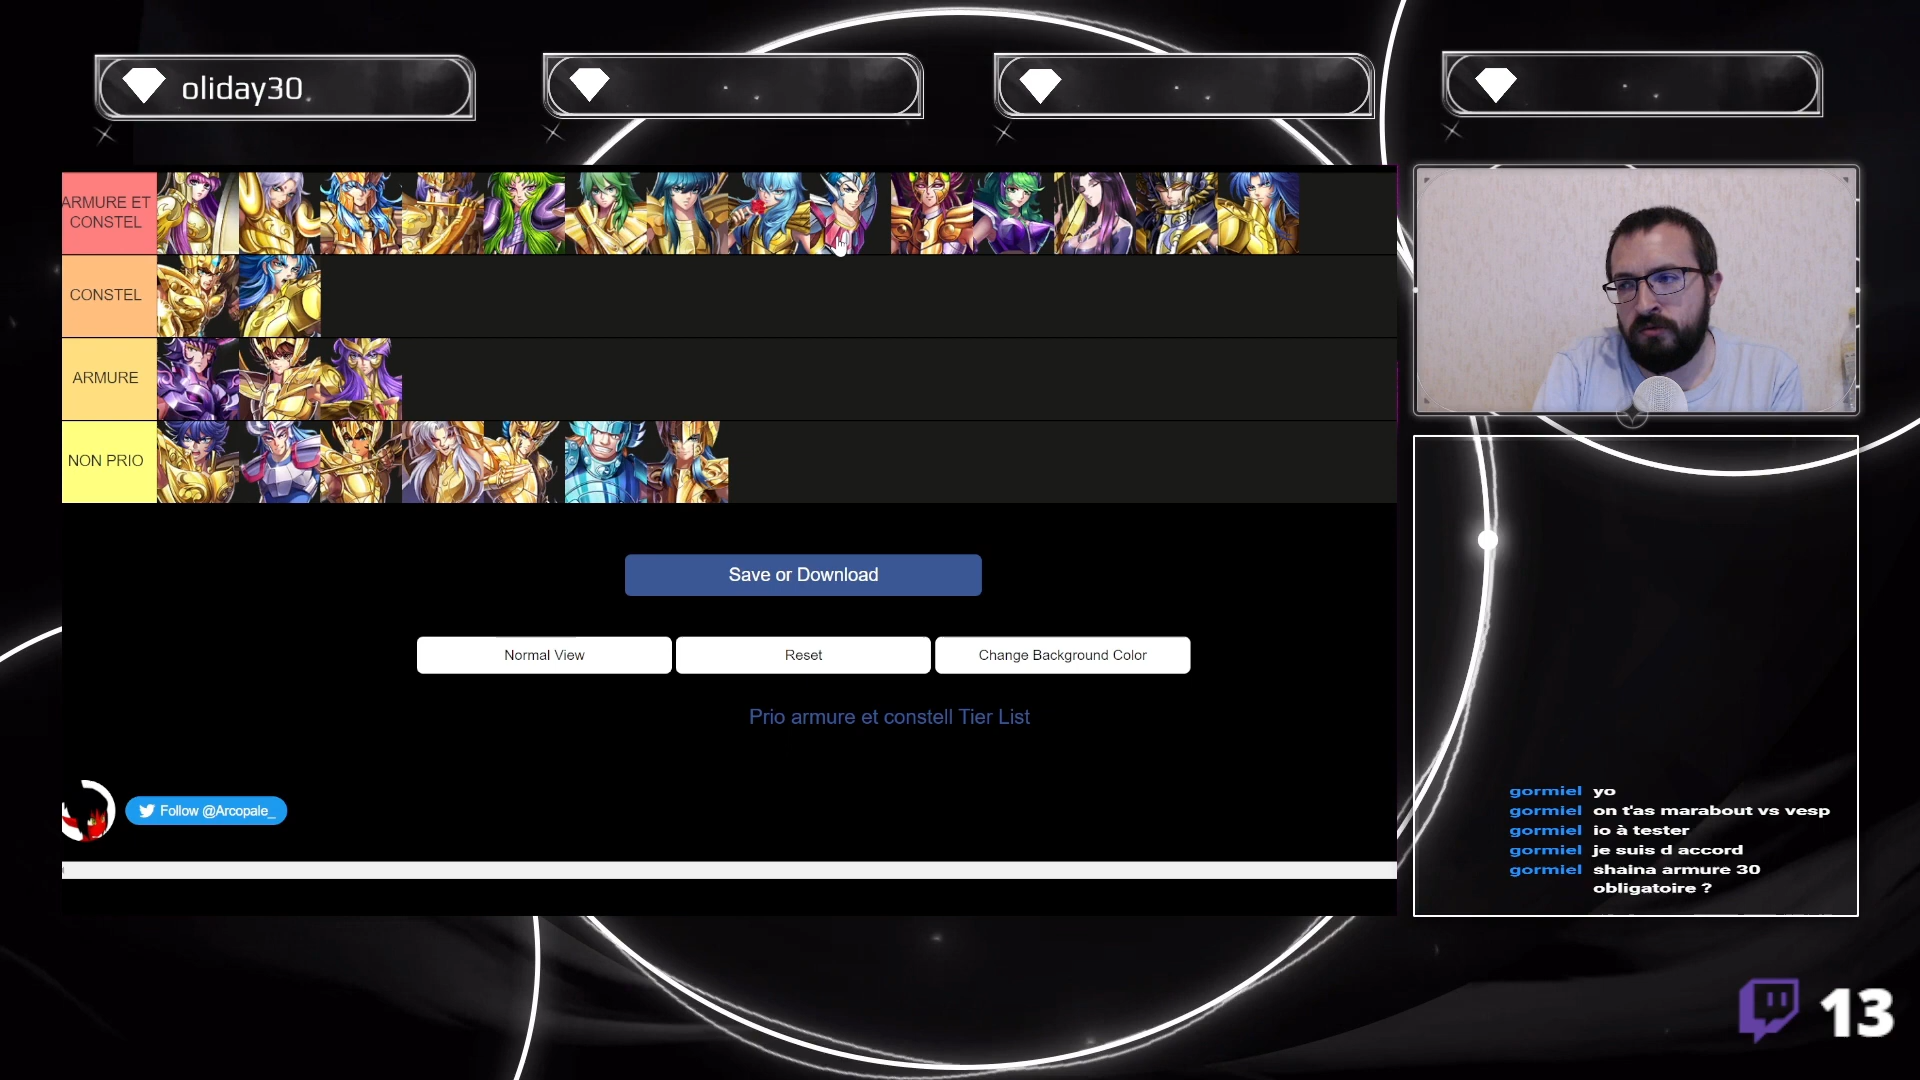 oliday30
ARMURE ET
CONSTEL
CONSTEL
ARMURE
NON PRIO
Save or Download
Normal View
Reset
Change Background Color
Prio armure et constell Tier List
Follow @Arcopale_
gormiel yo
gormiel on t'as marabout vs vesp
gormiel io à tester
gormiel je suis d accord
gormiel shaina armure 30
obligatoire ?
13